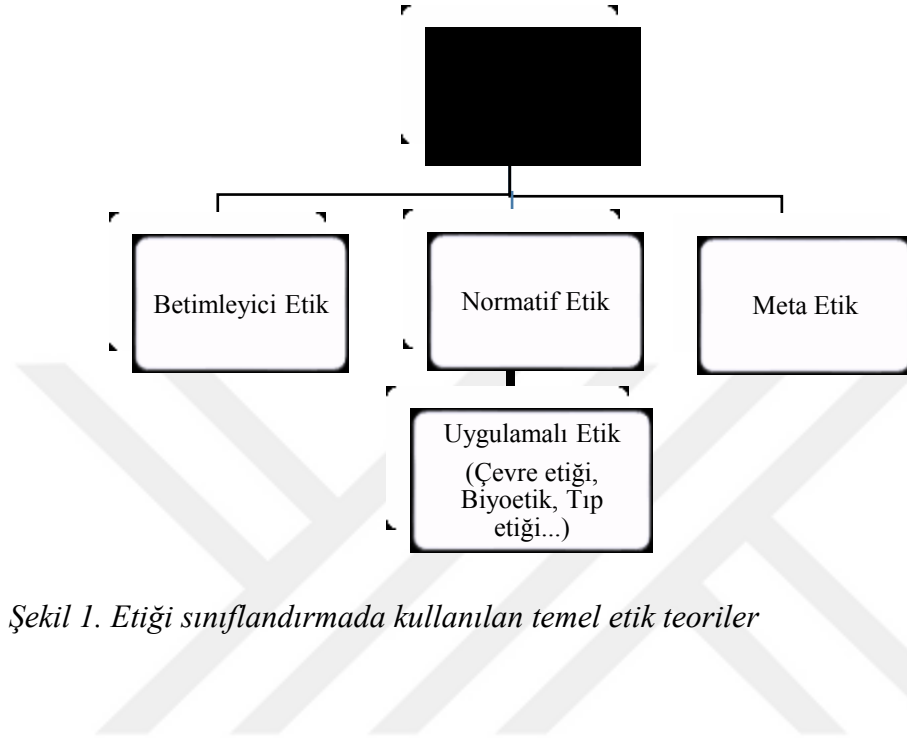 Betimleyici Etik
Normatif Etik
Meta Etik
Uygulamalı Etik
(Çevre etiği,
Biyoetik, Tıp
etiği...)
Şekil 1. Etiği sınıflandırmada kullanılan temel etik teoriler